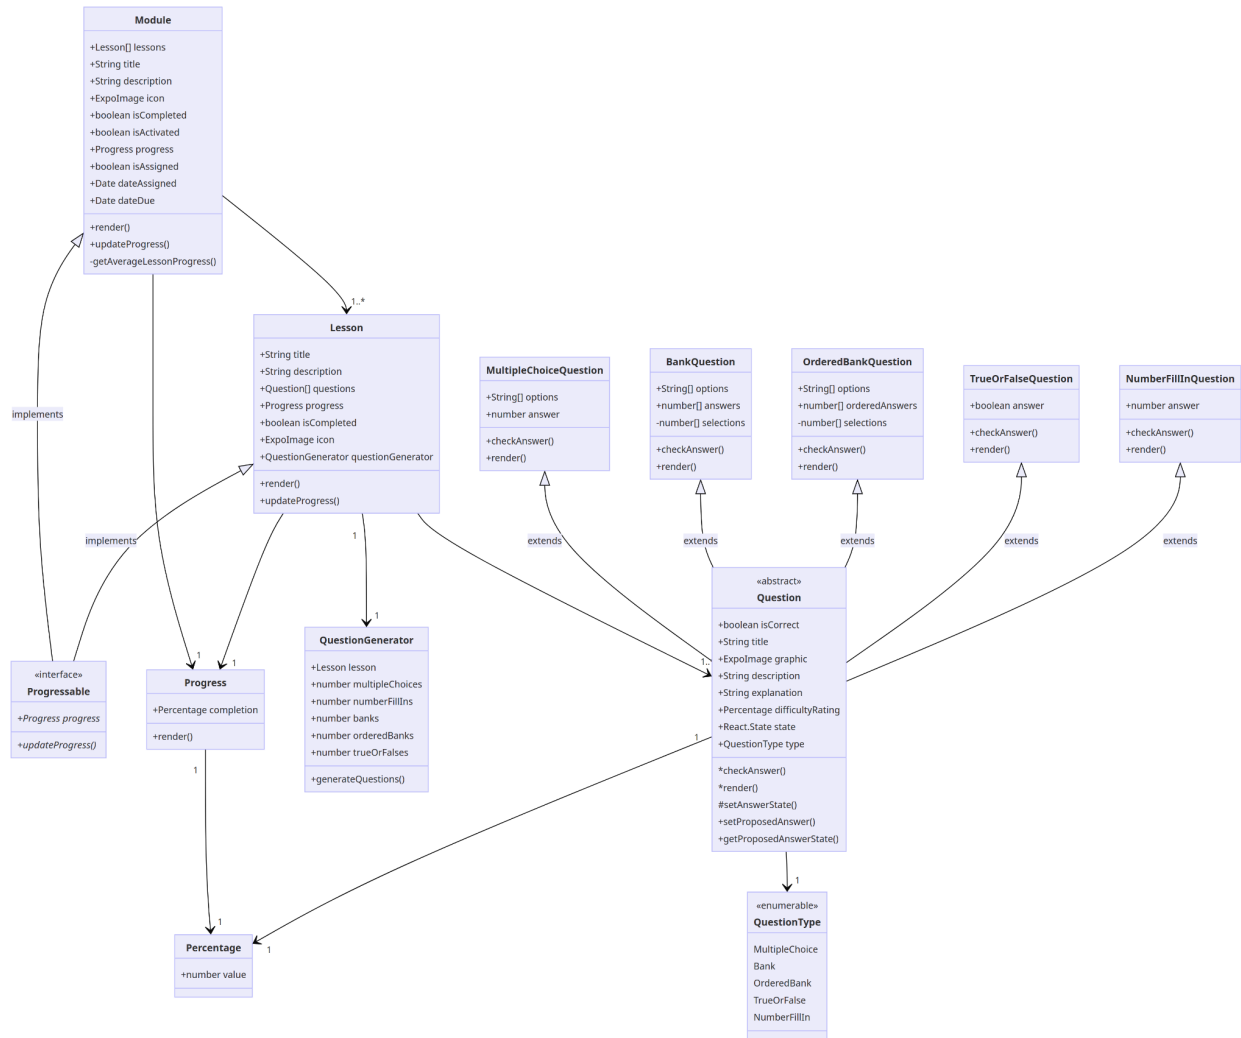 Module
+Lesson[] lessons
+String title
+String description
+ExpoImage icon
+boolean isCompleted
+boolean isActivated
+Progress progress
+boolean isAssigned
+Date dateAssigned
+Date dateDue
+render()
+updateProgress()
-getAverageLessonProgress()
1..*
Lesson
+String title
+String description
+Question[] questions
+Progress progress
+boolean isCompleted
+ExpoImage icon
+QuestionGenerator questionGenerator
+render()
+updateProgress()
MultipleChoiceQuestion
+String[] options
+number answer
+checkAnswer()
+render()
BankQuestion
+String[] options
+number[] answers
-number[] selections
+checkAnswer()
+render()
OrderedBankQuestion
+String[] options
+number[] orderedAnswers
-number[] selections
+checkAnswer()
+render()
TrueOrFalseQuestion
+boolean answer
+checkAnswer()
+render()
NumberFillInQuestion
+number answer
+checkAnswer()
+render()
implements
implements
1
extends
extends
extends
extends
extends
1
1
1
1..
«interface»
Progressable
+Progress progress
+updateProgress()
Progress
+Percentage completion
+render()
QuestionGenerator
+Lesson lesson
+number multipleChoices
+number numberFillIns
+number banks
+number orderedBanks
+number trueOrFalses
+generateQuestions()
«abstract»
Question
+boolean isCorrect
+String title
+ExpoImage graphic
+String description
+String explanation
+Percentage difficultyRating
+React.State state
+QuestionType type
*checkAnswer()
*render()
#setAnswerState()
+setProposedAnswer()
+getProposedAnswerState()
1
1
1
1
1
Percentage
+number value
«enumerable»
QuestionType
MultipleChoice
Bank
OrderedBank
TrueOrFalse
NumberFillIn